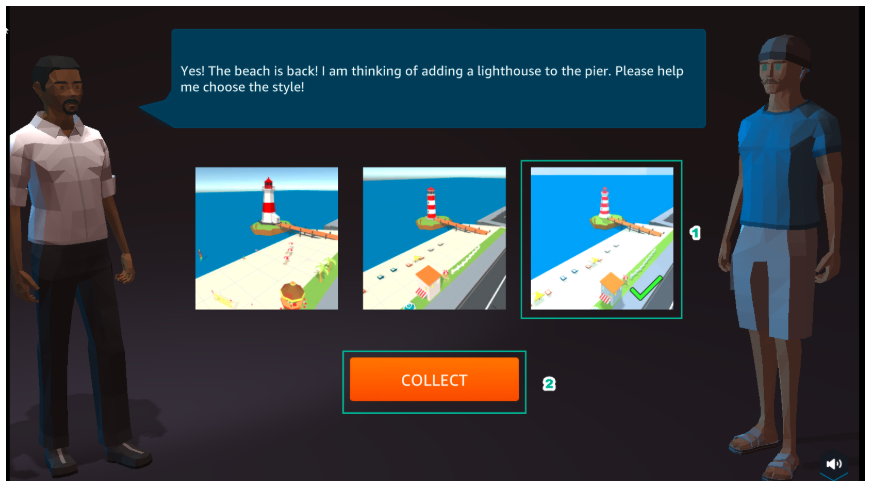 Yes! The beach is back! I am thinking of adding a lighthouse to the pier. Please help
me choose the style!
1
COLLECT
2